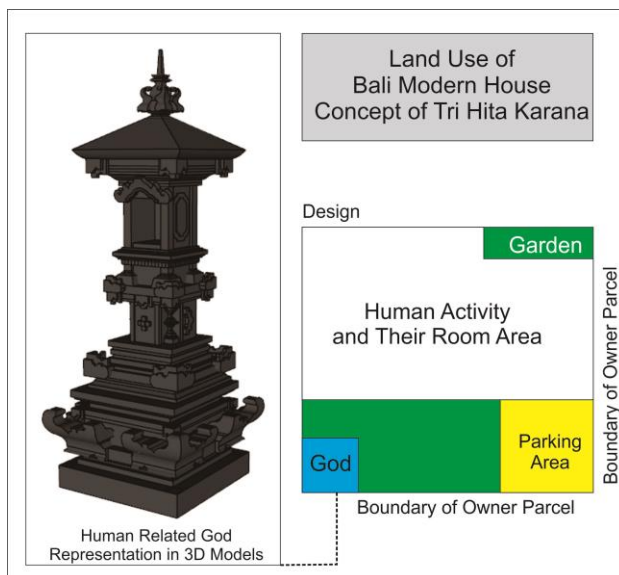 Land Use of
Bali Modern House
Concept of Tri Hita Karana
Design
Garden
Human Activity
and Their Room Area
Boundary of Owner Parcel
God
Parking
Area
Boundary of Owner Parcel
Human Related God
Representation in 3D Models